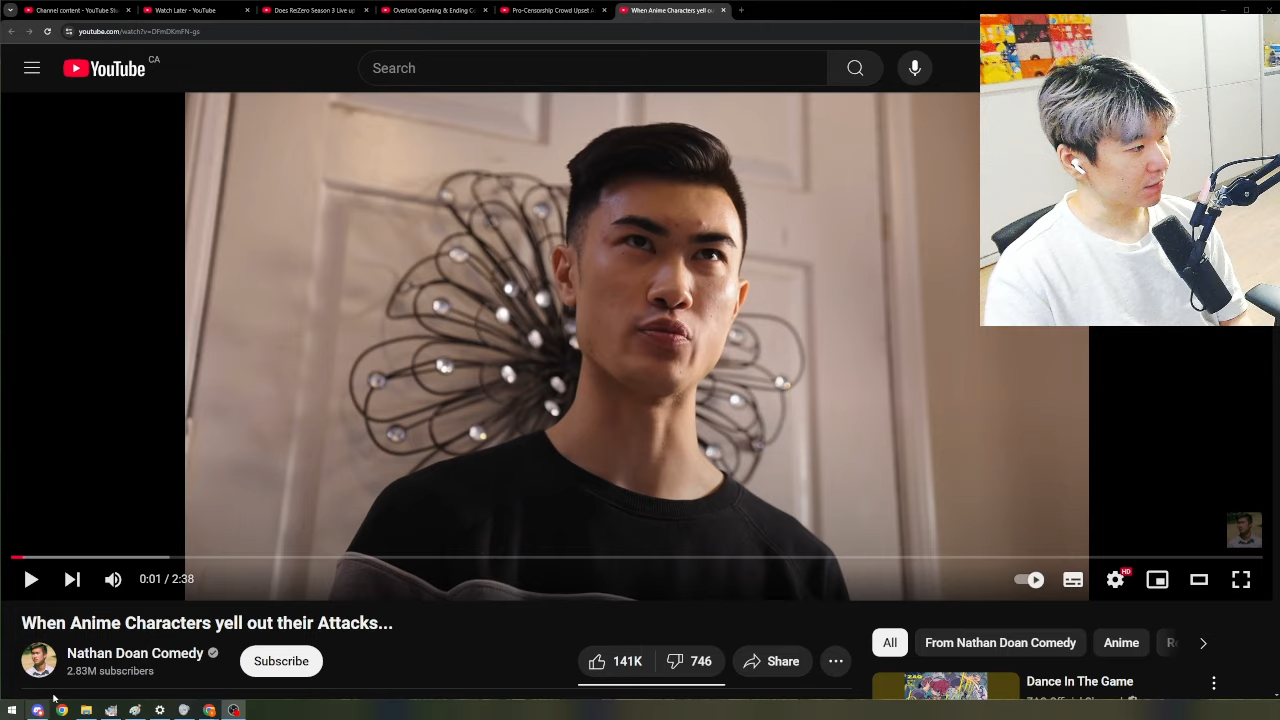 Channel content - YouTube Stu
Watch Later - YouTube
Does ReZero Season 3 Live up
Overlord Opening & Ending Co
Pro-Censorship Crowd Upset A
When Anime Characters yell ou
youtube.com/watch?v=DFmDKmFN-gs
YouTube CA
Search
0:01 / 2:38
HD
When Anime Characters yell out their Attacks...
Nathan Doan Comedy
2.83M subscribers
Subscribe
141K
746
Share
All
From Nathan Doan Comedy
Anime
Dance In The Game